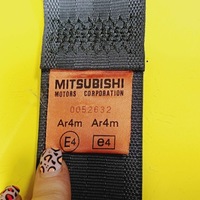 MITSUBISHI
MOTORS CORPORATION
0052632
Ar4m Ar4m
E4 e4